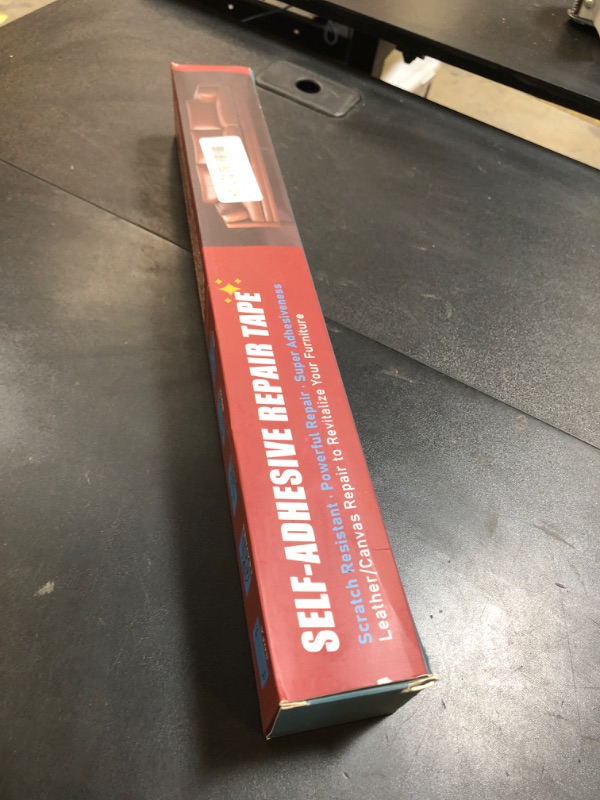 SELF-ADHESIVE REPAIR TAPE
Scratch Resistant · Powerful Repair · Super Adhesiveness
Leather/Canvas Repair to Revitalize Your Furniture